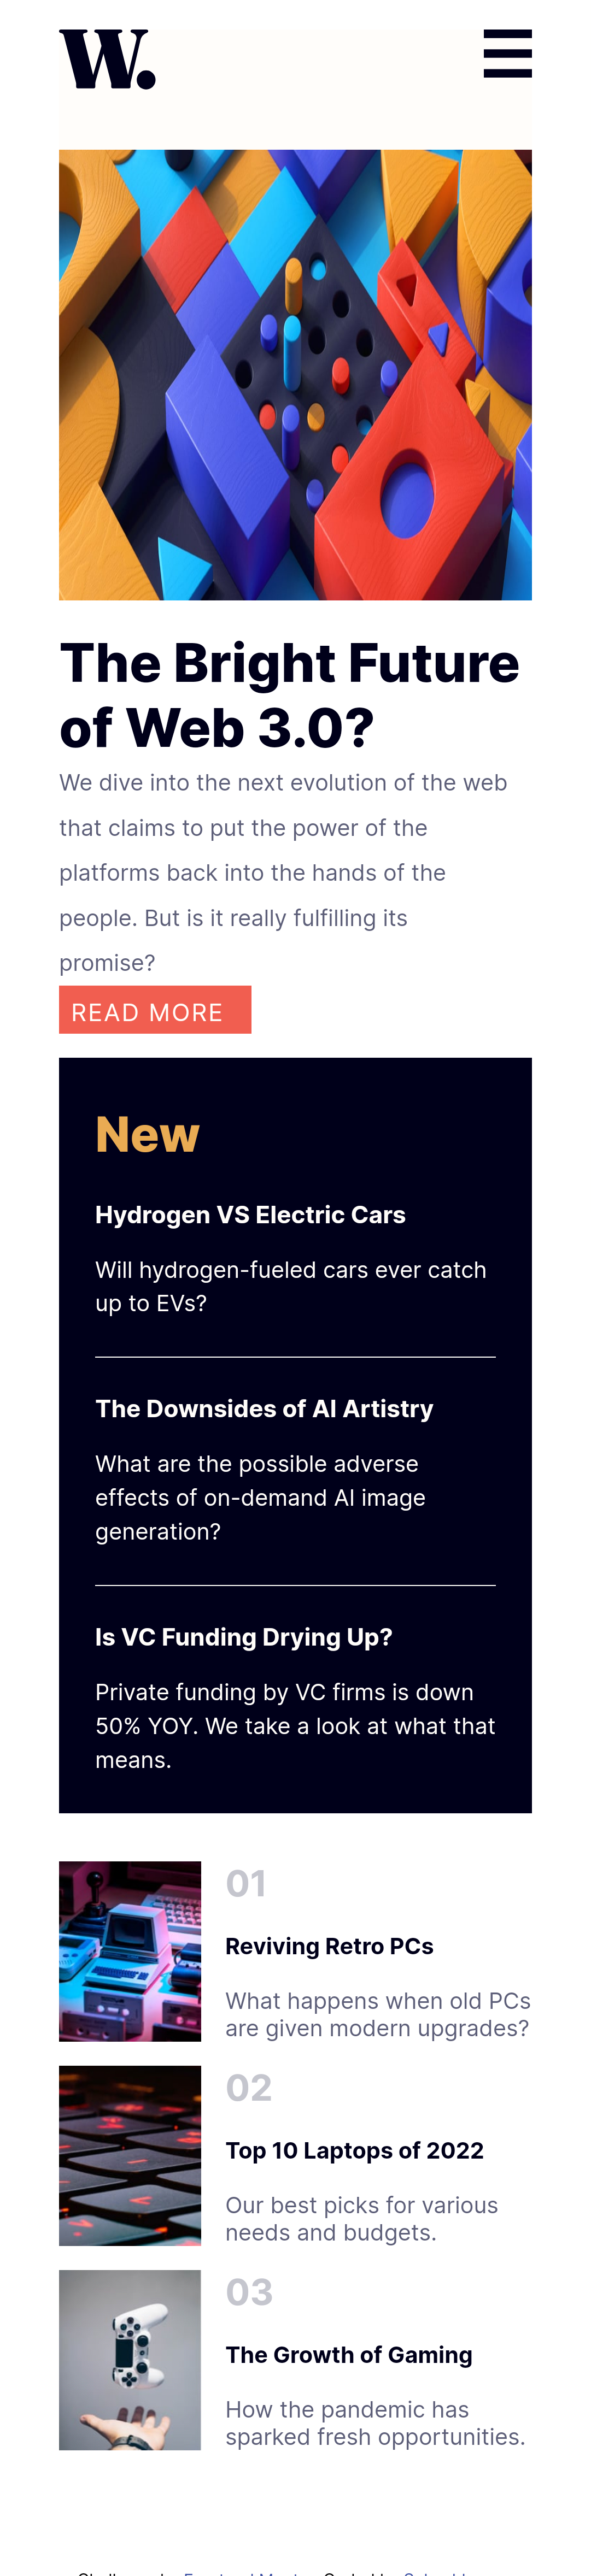 W.
The Bright Future
of Web 3.0?
We dive into the next evolution of the web
that claims to put the power of the
platforms back into the hands of the
people. But is it really fulfilling its
promise?
READ MORE
New
Hydrogen VS Electric Cars
Will hydrogen-fueled cars ever catch
up to EVs?
The Downsides of AI Artistry
What are the possible adverse
effects of on-demand AI image
generation?
Is VC Funding Drying Up?
Private funding by VC firms is down
50% YOY. We take a look at what that
means.
01
Reviving Retro PCs
What happens when old PCs
are given modern upgrades?
02
Top 10 Laptops of 2022
Our best picks for various
needs and budgets.
03
The Growth of Gaming
How the pandemic has
sparked fresh opportunities.